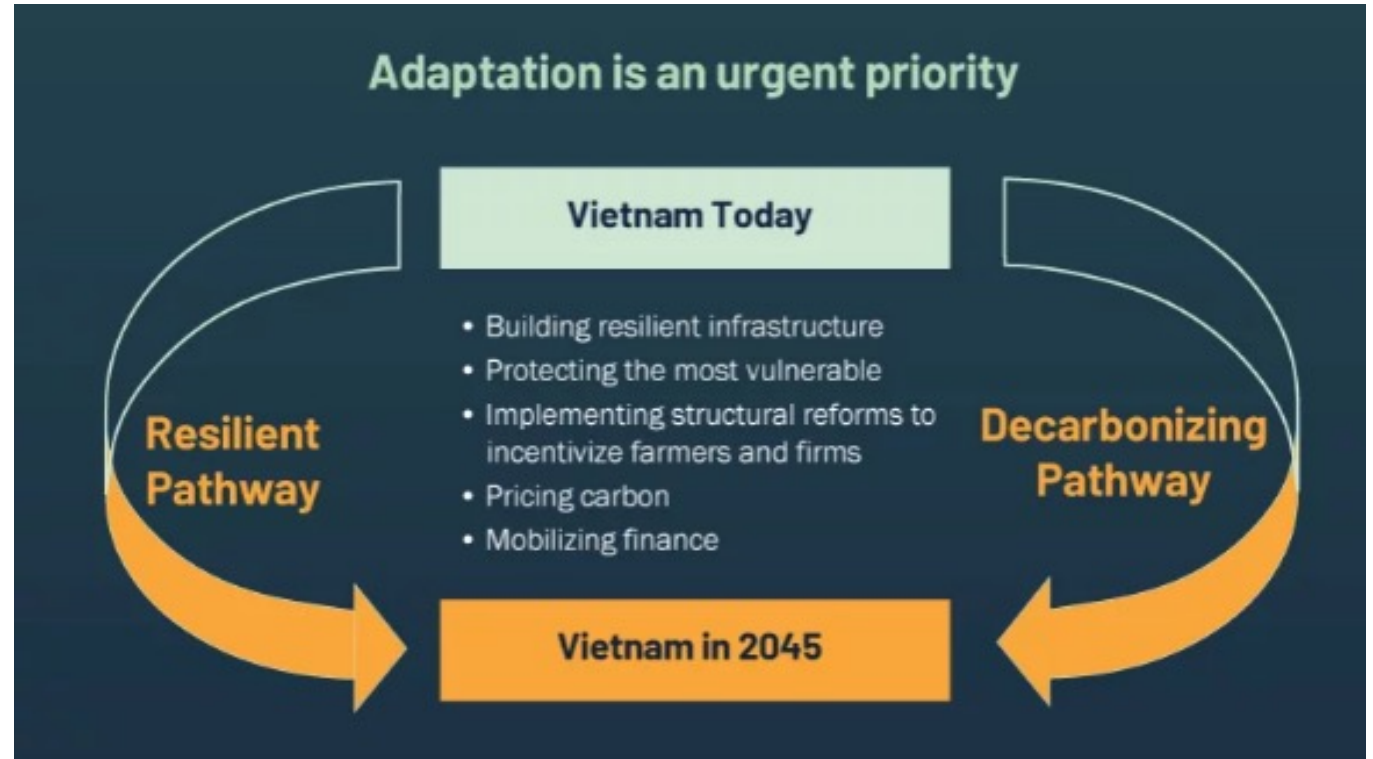 Adaptation is an urgent priority
Vietnam Today
• Building resilient infrastructure
• Protecting the most vulnerable
• Implementing structural reforms to
incentivize farmers and firms
• Pricing carbon
• Mobilizing finance
Resilient
Pathway
Decarbonizing
Pathway
Vietnam in 2045